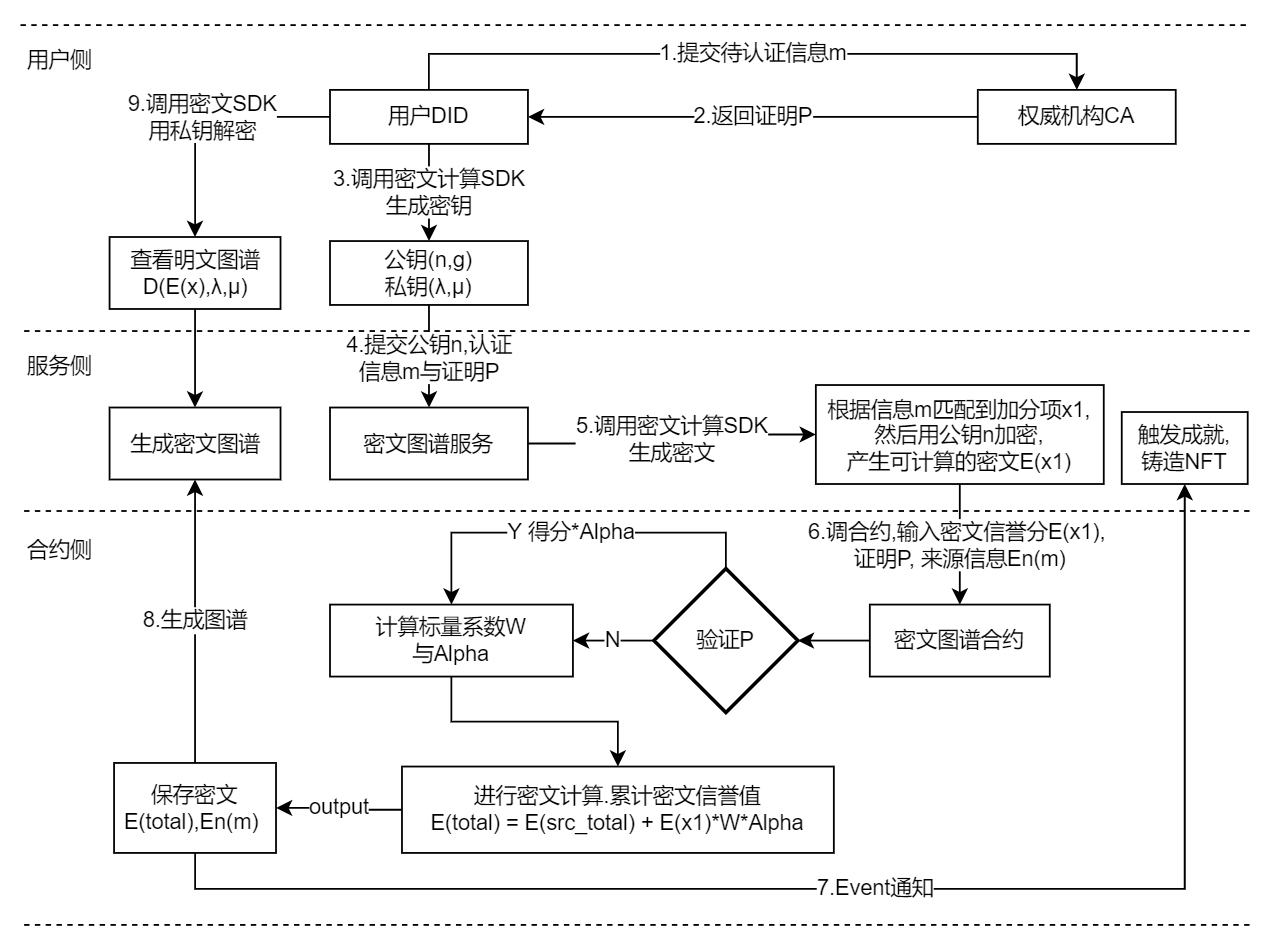 用户侧
1.提交待认证信息m
9.调用密文SDK
用私钥解密
用户DID
2.返回证明P
权威机构CA
3.调用密文计算SDK
生成密钥
查看明文图谱
D(E(x),λ,μ)
公钥(n,g)
私钥(λ,μ)
服务侧
4.提交公钥n,认证
信息m与证明P
生成密文图谱
密文图谱服务
5.调用密文计算SDK
生成密文
根据信息m匹配到加分项x1,
然后用公钥n加密,
产生可计算的密文E(x1)
触发成就,
铸造NFT
合约侧
Y 得分*Alpha
6.调合约,输入密文信誉分E(x1),
证明P, 来源信息En(m)
8.生成图谱
计算标量系数W
与Alpha
N
验证P
密文图谱合约
保存密文
E(total),En(m)
output
进行密文计算.累计密文信誉值
E(total) = E(src_total) + E(x1)*W*Alpha
7.Event通知